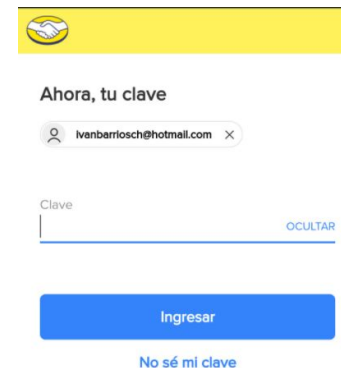 Ahora, tu clave
Ivanbarriosch@hotmail.com
Clave
OCULTAR
Ingresar
No sé mi clave